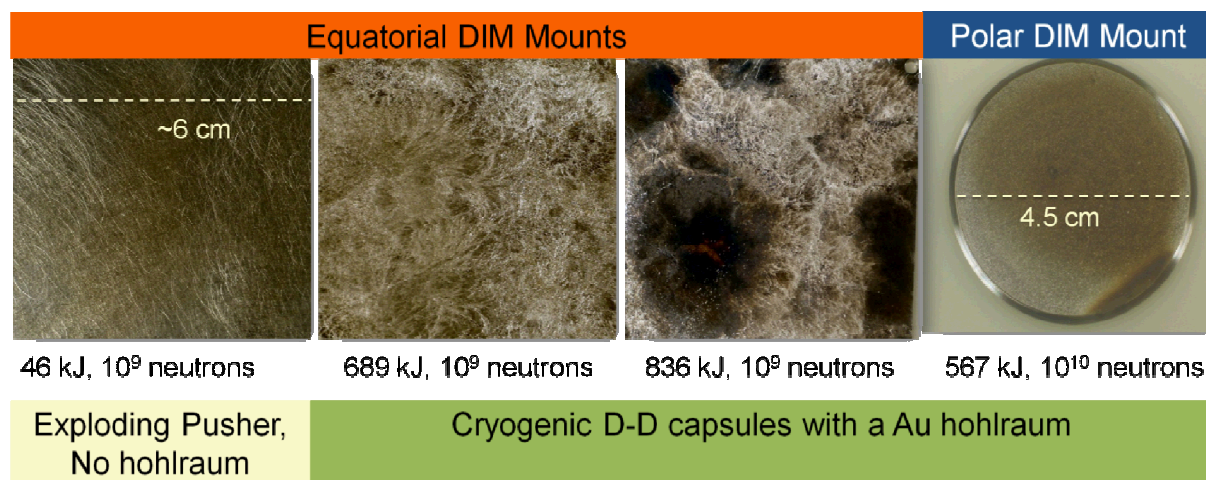 Equatorial DIM Mounts
Polar DIM Mount
~6 cm
4.5 cm
46 kJ, 10⁹ neutrons
689 kJ, 10⁹ neutrons
836 kJ, 10⁹ neutrons
567 kJ, 10¹⁰ neutrons
Exploding Pusher,
No hohlraum
Cryogenic D-D capsules with a Au hohlraum